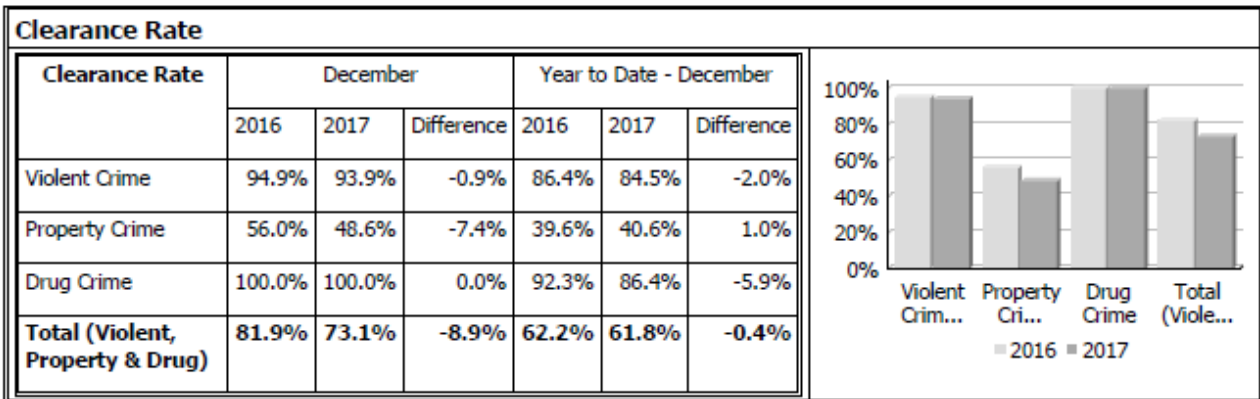 Clearance Rate
Clearance Rate December Year to Date - December
2016 2017 Difference 2016 2017 Difference
Violent Crime 94.9% 93.9% -0.9% 86.4% 84.5% -2.0%
Property Crime 56.0% 48.6% -7.4% 39.6% 40.6% 1.0%
Drug Crime 100.0% 100.0% 0.0% 92.3% 86.4% -5.9%
Total (Violent, 81.9% 73.1% -8.9% 62.2% 61.8% -0.4%
Property & Drug)
100%
80%
60%
40%
20%
0%
Violent Property Drug Total
Crim... Cri... Crime (Viole...
2016 2017